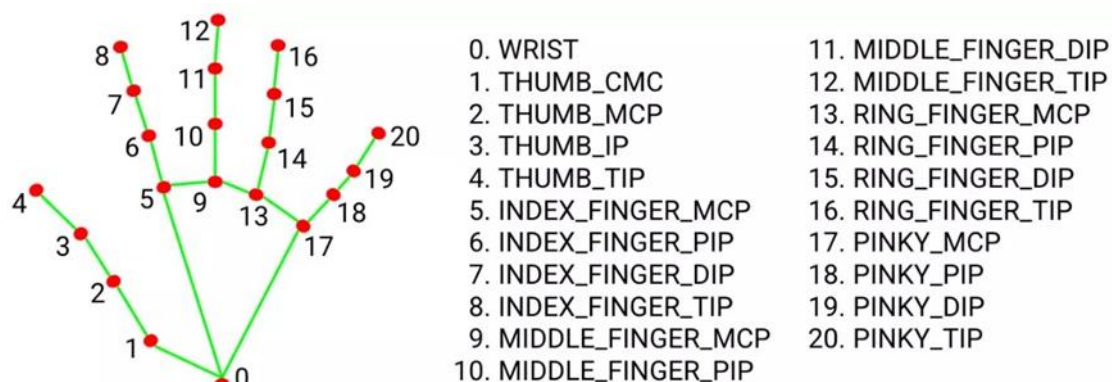 12
8
16
11
7
15
6
10
20
14
4
5
9
19
13
18
3
17
2
1
0
0. WRIST
1. THUMB_CMC
2. THUMB_MCP
3. THUMB_IP
4. THUMB_TIP
5. INDEX_FINGER_MCP
6. INDEX_FINGER_PIP
7. INDEX_FINGER_DIP
8. INDEX_FINGER_TIP
9. MIDDLE_FINGER_MCP
10. MIDDLE_FINGER_PIP
11. MIDDLE_FINGER_DIP
12. MIDDLE_FINGER_TIP
13. RING_FINGER_MCP
14. RING_FINGER_PIP
15. RING_FINGER_DIP
16. RING_FINGER_TIP
17. PINKY_MCP
18. PINKY_PIP
19. PINKY_DIP
20. PINKY_TIP